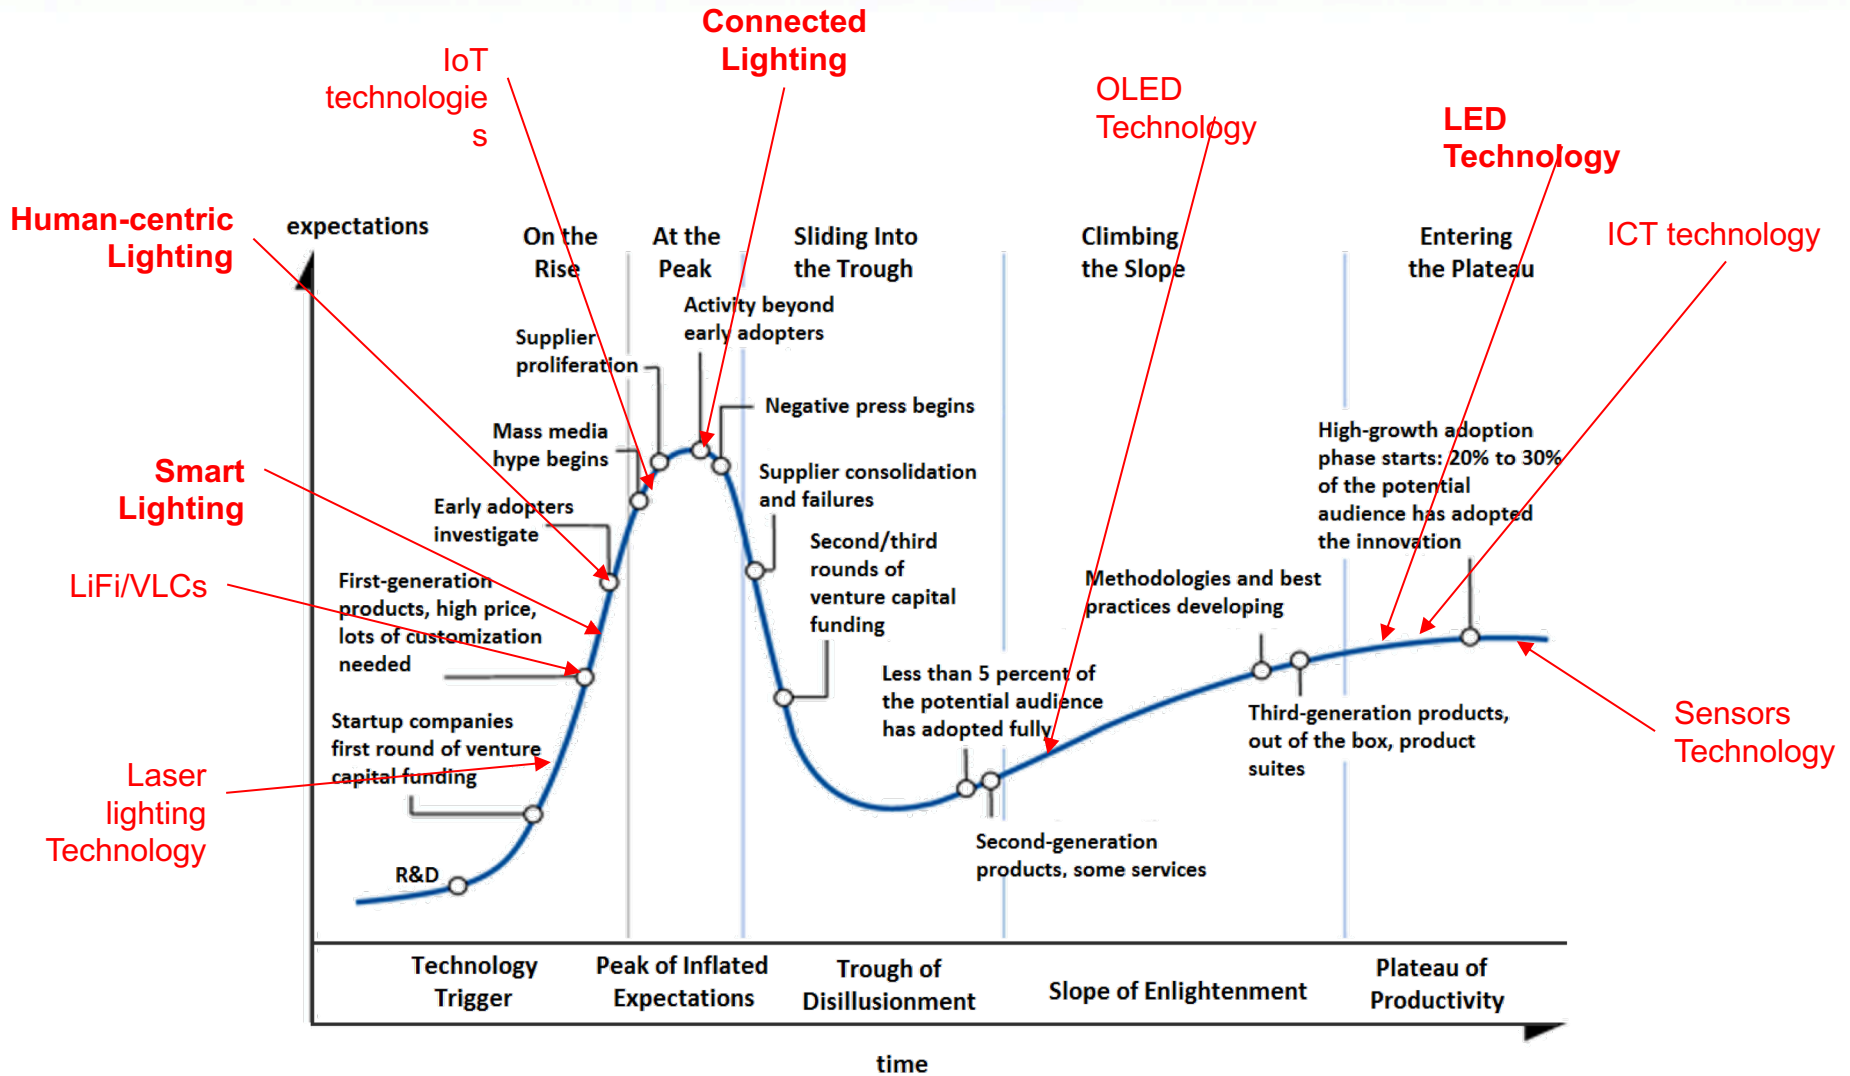 Connected
Lighting
IoT
technologie
s
OLED
Technology
LED
Technology
Human-centric
Lighting
ICT technology
expectations
On the
Rise
At the
Peak
Sliding Into
the Trough
Climbing
the Slope
Entering
the Plateau
Activity beyond
early adopters
Supplier
proliferation
Negative press begins
Mass media
hype begins
High-growth adoption
phase starts: 20% to 30%
of the potential
audience has adopted
the innovation
Smart
Lighting
Supplier consolidation
and failures
Early adopters
investigate
Second/third
rounds of
venture capital
funding
LiFi/VLCs
First-generation
products, high price,
lots of customization
needed
Methodologies and best
practices developing
Less than 5 percent of
the potential audience
has adopted fully
Startup companies
first round of venture
capital funding
Third-generation products,
out of the box, product
suites
Sensors
Technology
Laser
lighting
Technology
Second-generation
products, some services
R&D
Technology
Trigger
Peak of Inflated
Expectations
Trough of
Disillusionment
Slope of Enlightenment
Plateau of
Productivity
time